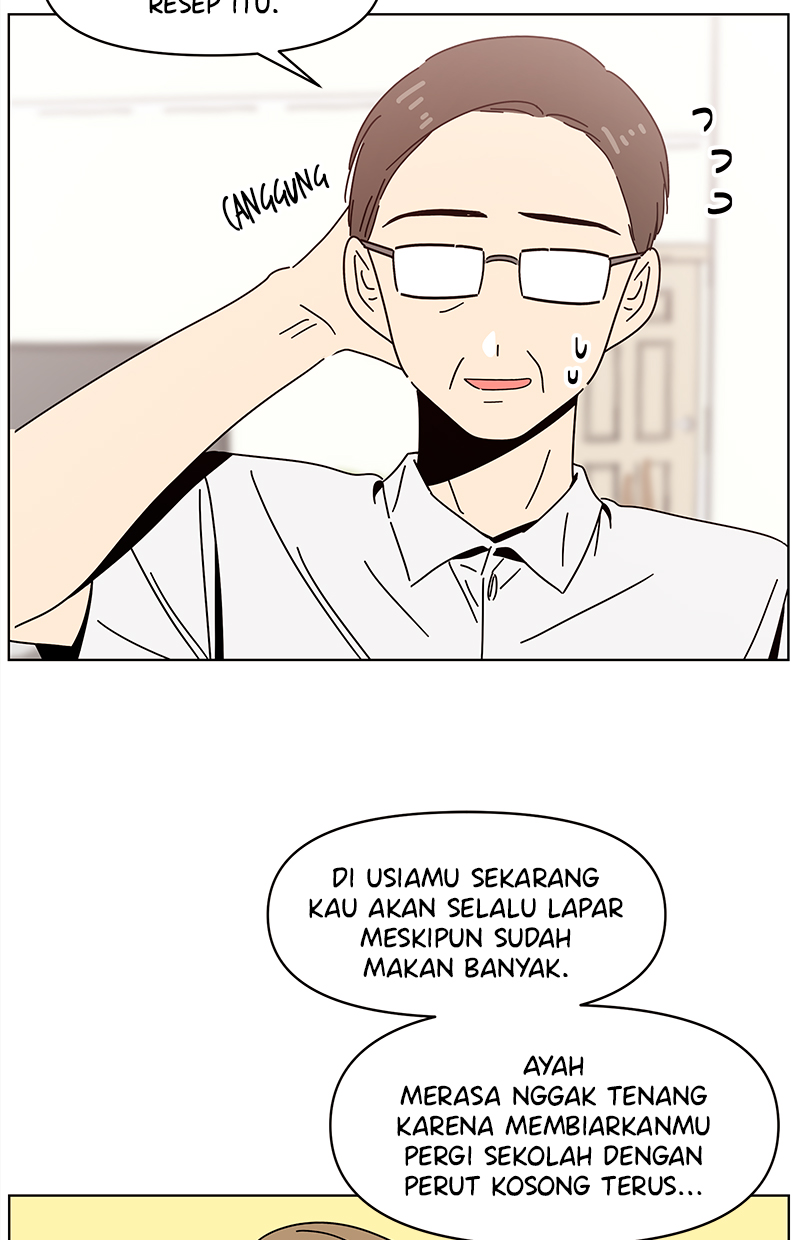 RESEP ITU.
CANGGUNG
DI USIAMU SEKARANG
KAU AKAN SELALU LAPAR
MESKIPUN SUDAH
MAKAN BANYAK.
AYAH
MERASA NGGAK TENANG
KARENA MEMBIARKANMU
PERGI SEKOLAH DENGAN
PERUT KOSONG TERUS...